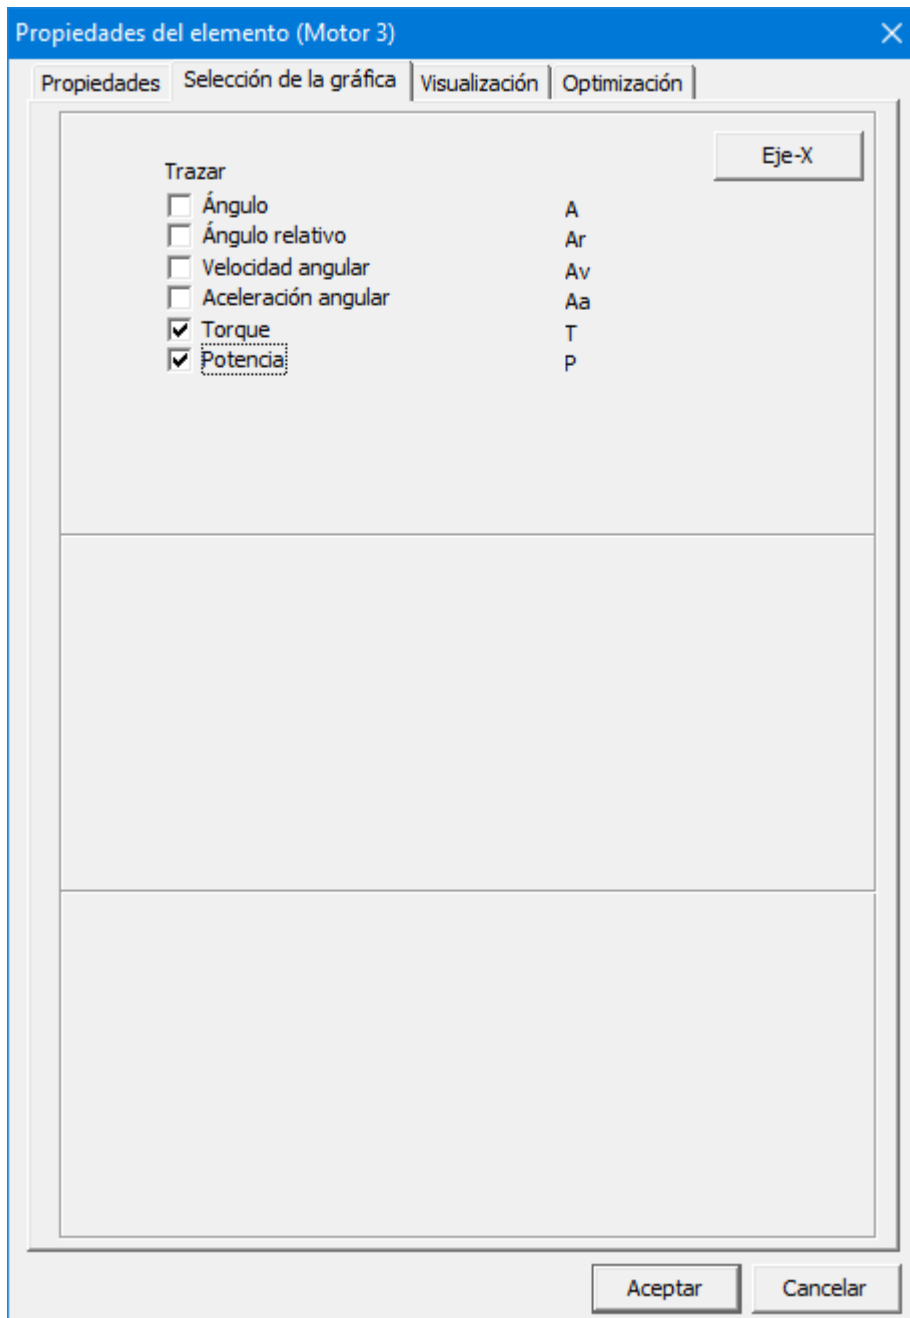 Propiedades del elemento (Motor 3)
Propiedades Selección de la gráfica Visualización Optimización
Eje-X
Trazar
Ángulo A
Ángulo relativo Ar
Velocidad angular Av
Aceleración angular Aa
Torque T
Potencia P
Aceptar Cancelar